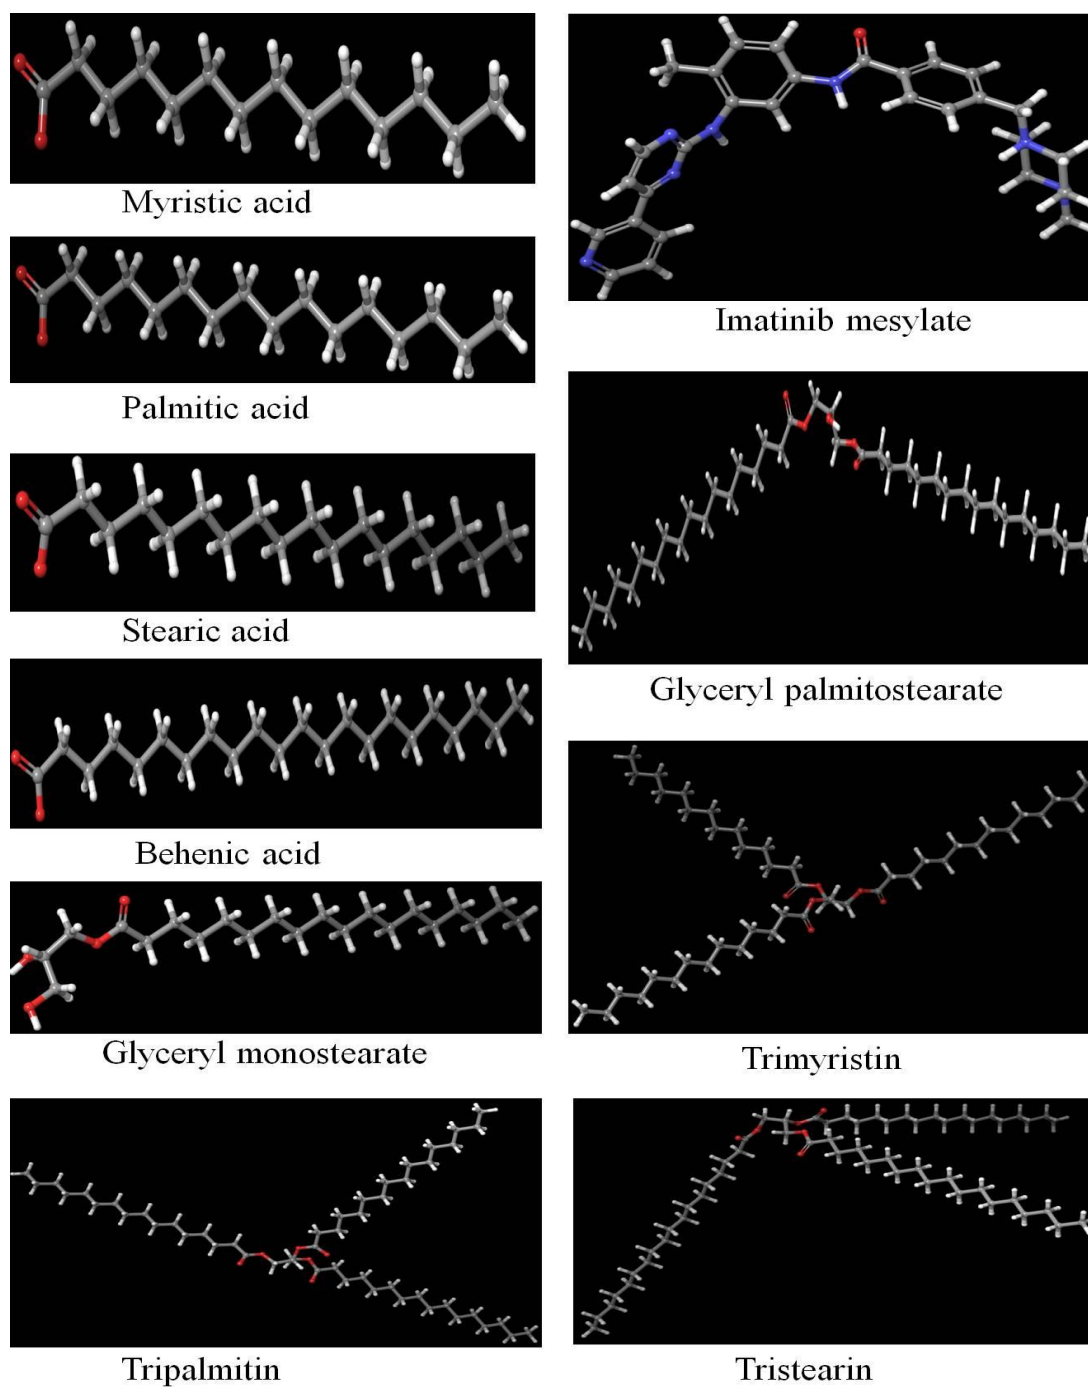 Myristic acid
Imatinib mesylate
Palmitic acid
Stearic acid
Glyceryl palmitostearate
Behenic acid
Glyceryl monostearate
Trimyristin
Tripalmitin
Tristearin